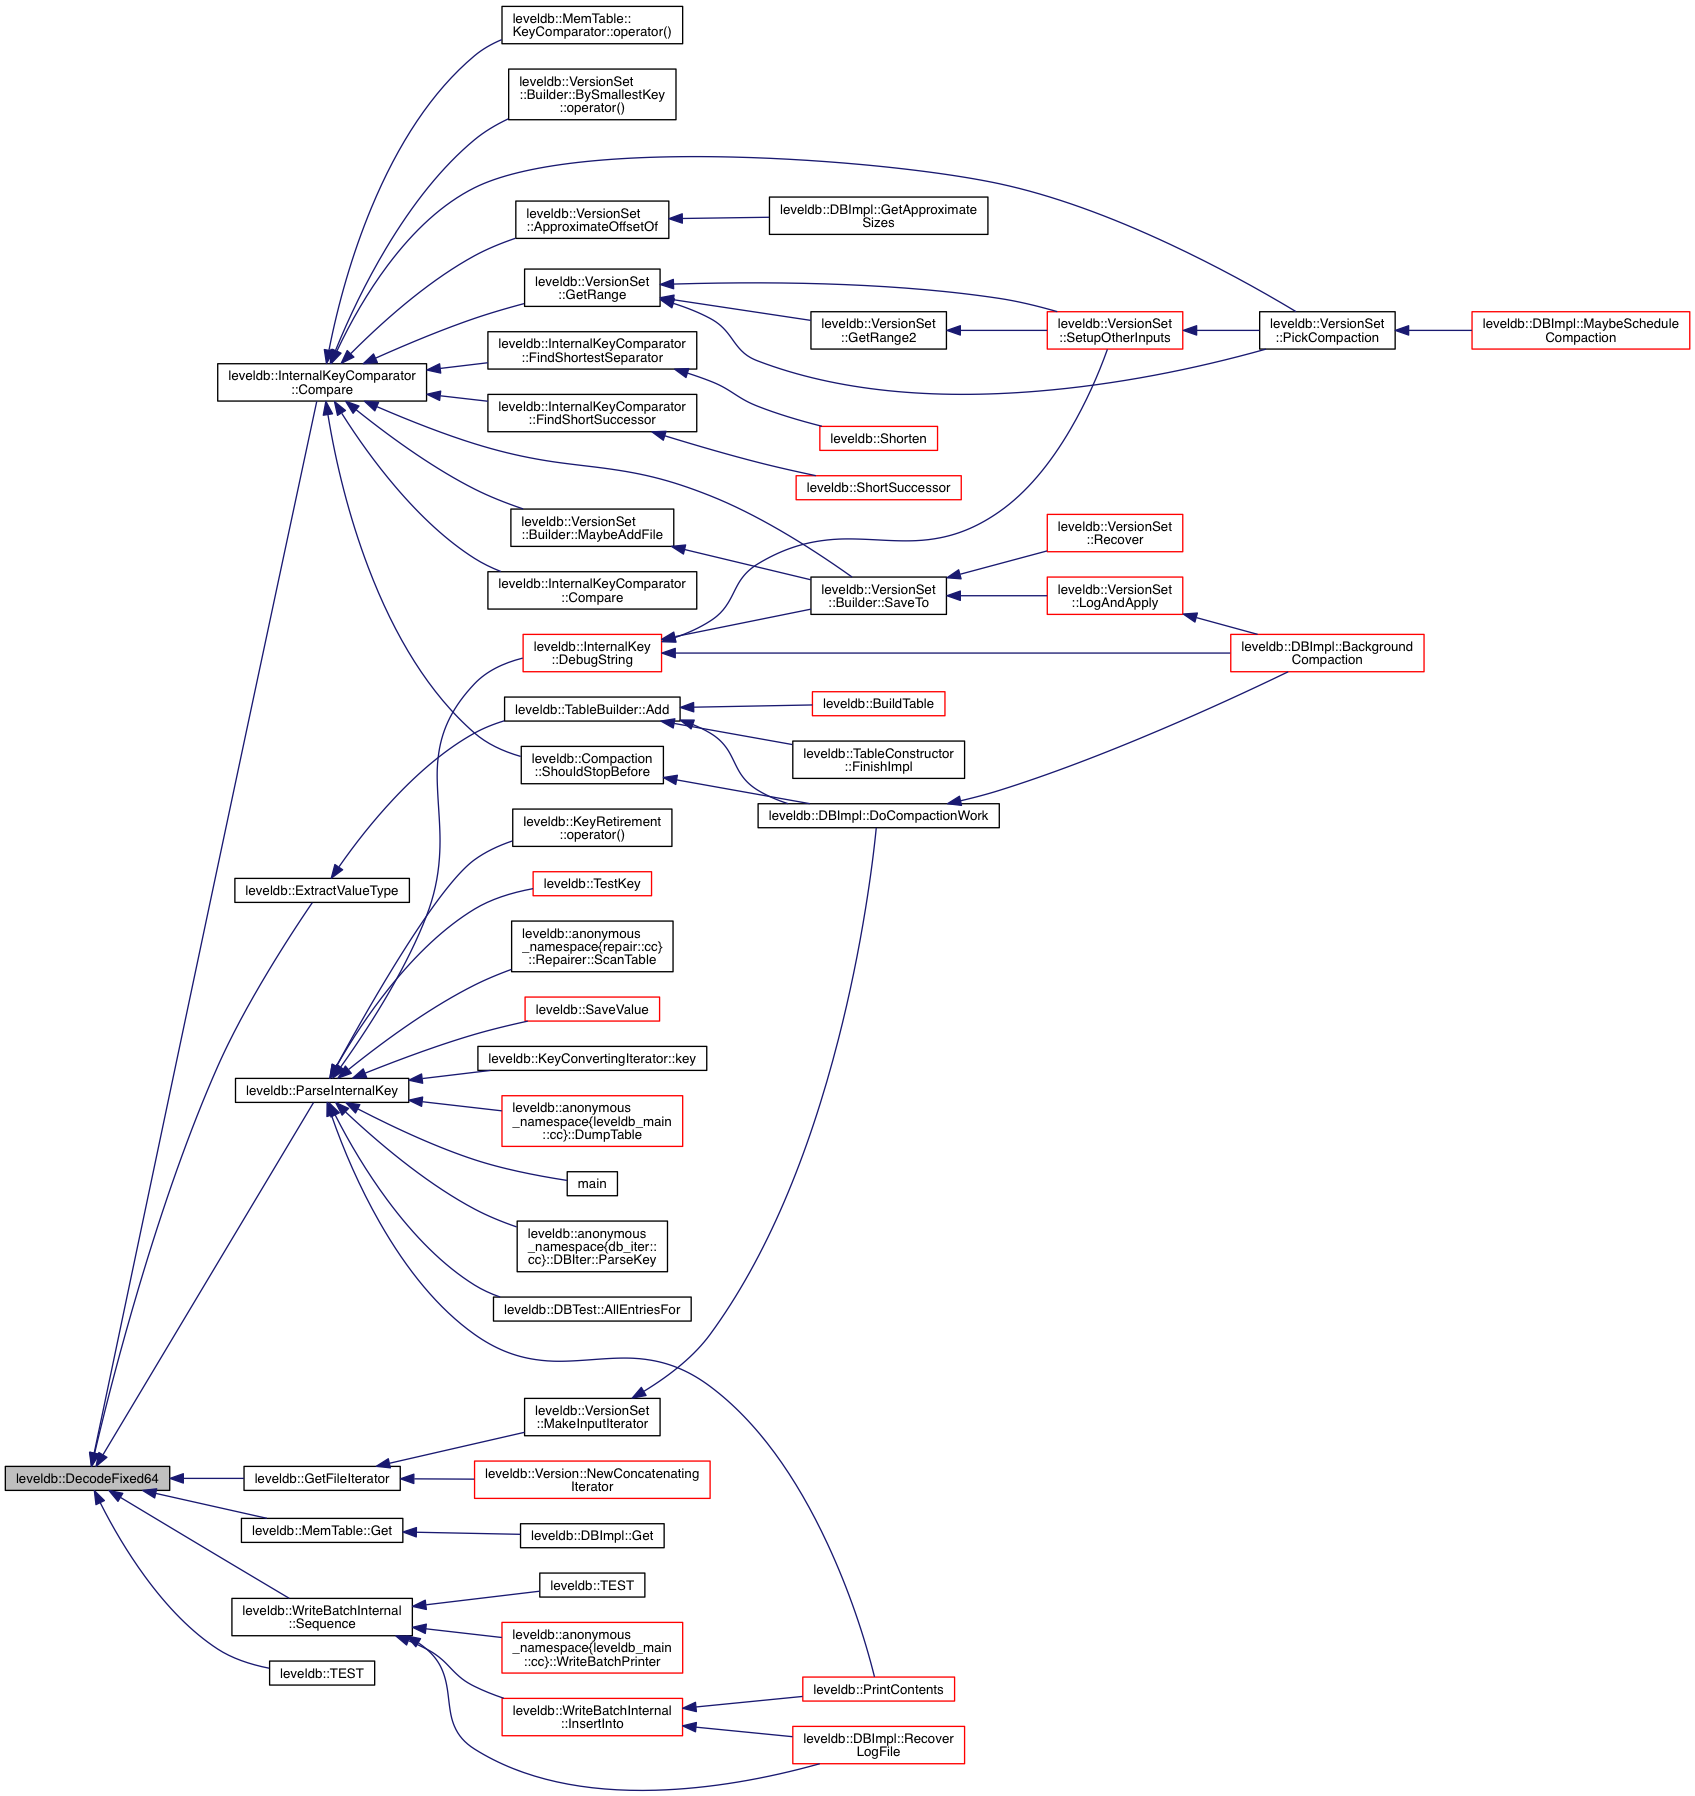 leveldb::MemTable::
KeyComparator::operator()
leveldb::VersionSet
::Builder::BySmallestKey
::operator()
leveldb::VersionSet
::ApproximateOffsetOf
leveldb::DBImpl::GetApproximate
Sizes
leveldb::VersionSet
::GetRange
leveldb::VersionSet
::GetRange2
leveldb::VersionSet
::SetupOtherInputs
leveldb::VersionSet
::PickCompaction
leveldb::DBImpl::MaybeSchedule
Compaction
leveldb::InternalKeyComparator
::FindShortestSeparator
leveldb::InternalKeyComparator
::Compare
leveldb::InternalKeyComparator
::FindShortSuccessor
leveldb::Shorten
leveldb::ShortSuccessor
leveldb::VersionSet
::Builder::MaybeAddFile
leveldb::VersionSet
::Recover
leveldb::InternalKeyComparator
::Compare
leveldb::VersionSet
::Builder::SaveTo
leveldb::VersionSet
::LogAndApply
leveldb::InternalKey
::DebugString
leveldb::DBImpl::Background
Compaction
leveldb::TableBuilder::Add
leveldb::BuildTable
leveldb::Compaction
::ShouldStopBefore
leveldb::TableConstructor
::FinishImpl
leveldb::DBImpl::DoCompactionWork
leveldb::KeyRetirement
::operator()
leveldb::ExtractValueType
leveldb::TestKey
leveldb::anonymous
_namespace{repair::cc}
::Repairer::ScanTable
leveldb::SaveValue
leveldb::KeyConvertingIterator::key
leveldb::ParseInternalKey
leveldb::anonymous
_namespace{leveldb_main
::cc}::DumpTable
main
leveldb::anonymous
_namespace{db_iter::
cc}::DBIter::ParseKey
leveldb::DBTest::AllEntriesFor
leveldb::VersionSet
::MakeInputIterator
leveldb::DecodeFixed64
leveldb::GetFileIterator
leveldb::Version::NewConcatenating
Iterator
leveldb::MemTable::Get
leveldb::DBImpl::Get
leveldb::TEST
leveldb::WriteBatchInternal
::Sequence
leveldb::anonymous
_namespace{leveldb_main
::cc}::WriteBatchPrinter
leveldb::TEST
leveldb::PrintContents
leveldb::WriteBatchInternal
::InsertInto
leveldb::DBImpl::Recover
LogFile